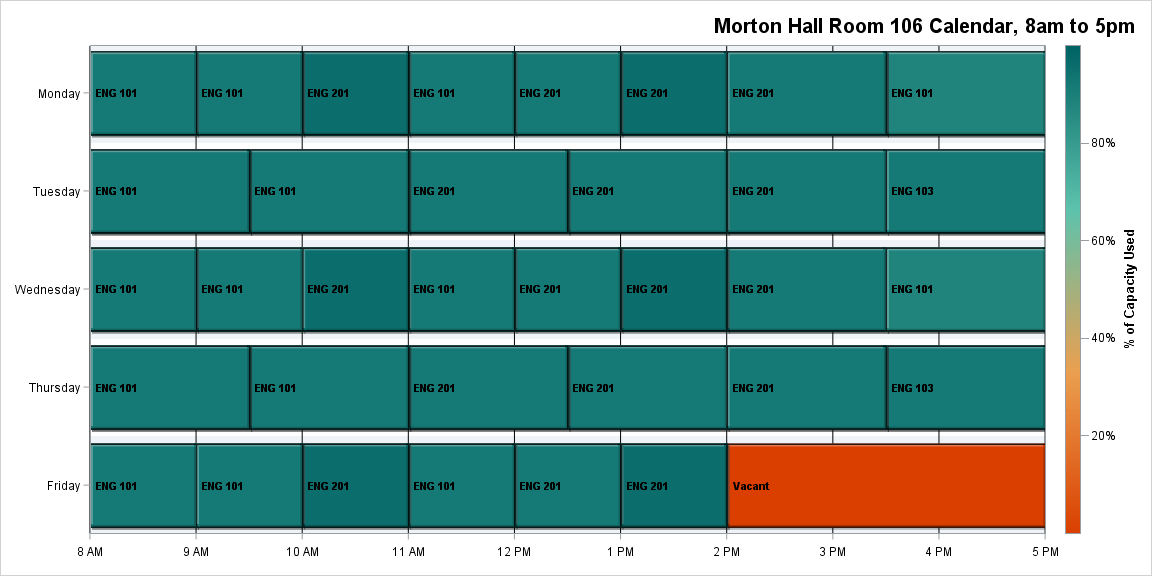 Morton Hall Room 106 Calendar, 8am to 5pm
Monday
ENG 101 ENG 101 ENG 201 ENG 101 ENG 201 ENG 201 ENG 201 ENG 101
Tuesday
ENG 101 ENG 101 ENG 201 ENG 201 ENG 201 ENG 103
Wednesday
ENG 101 ENG 101 ENG 201 ENG 101 ENG 201 ENG 201 ENG 201 ENG 101
Thursday
ENG 101 ENG 101 ENG 201 ENG 201 ENG 201 ENG 103
Friday
ENG 101 ENG 101 ENG 201 ENG 101 ENG 201 ENG 201 Vacant
8 AM 9 AM 10 AM 11 AM 12 PM 1 PM 2 PM 3 PM 4 PM 5 PM
80%
60%
40%
20%
% of Capacity Used